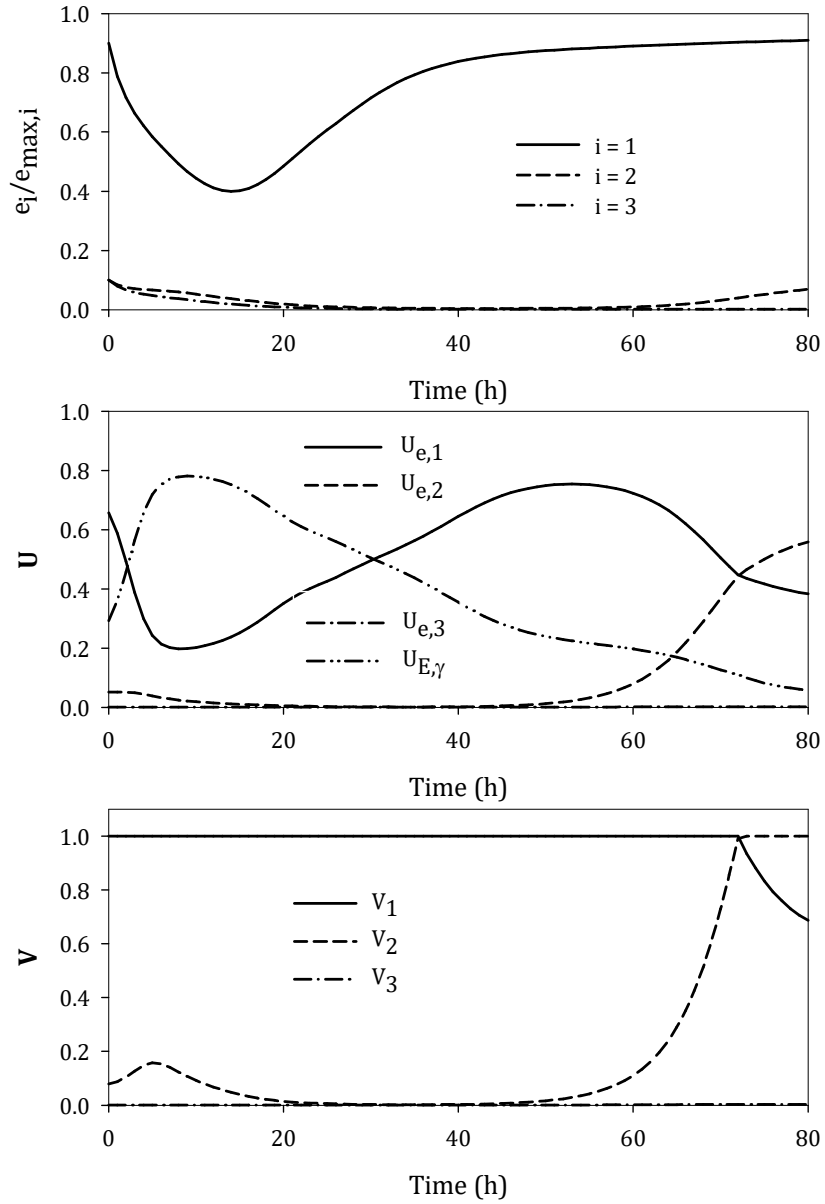 e_i/e_max,i
1.0
0.8
0.6
0.4
0.2
0.0
i = 1
i = 2
i = 3
0 20 40 60 80
Time (h)
U
1.0
0.8
0.6
0.4
0.2
0.0
U_e,1
U_e,2
U_e,3
U_E,γ
0 20 40 60 80
Time (h)
V
1.0
0.8
0.6
0.4
0.2
0.0
V_1
V_2
V_3
0 20 40 60 80
Time (h)